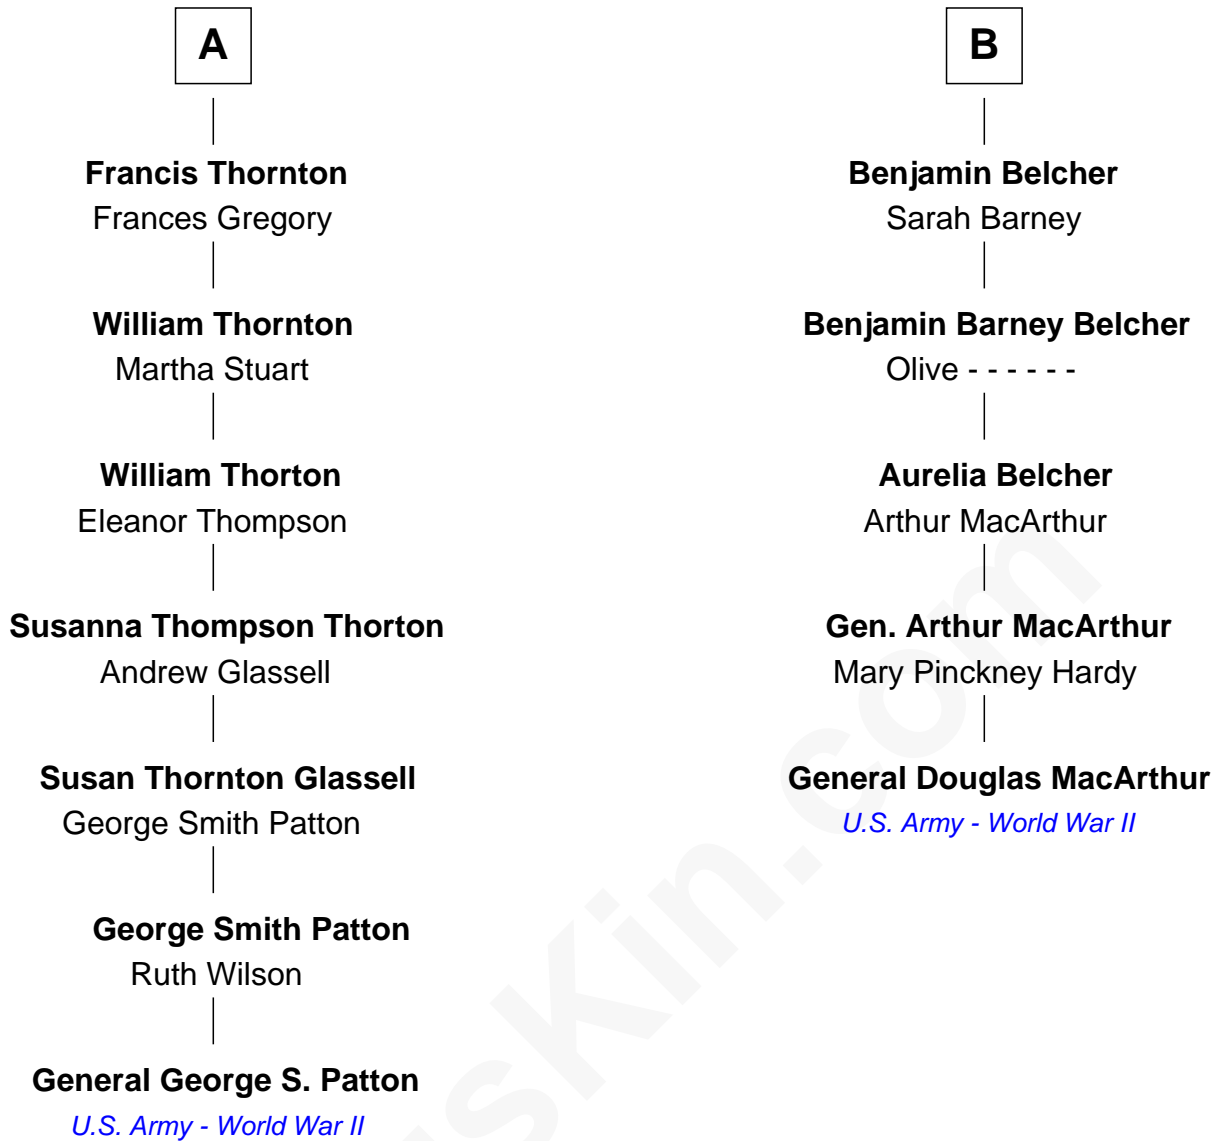 A
Francis Thornton
Frances Gregory
William Thornton
Martha Stuart
William Thorton
Eleanor Thompson
Susanna Thompson Thorton
Andrew Glassell
Susan Thornton Glassell
George Smith Patton
George Smith Patton
Ruth Wilson
General George S. Patton
U.S. Army - World War II
B
Benjamin Belcher
Sarah Barney
Benjamin Barney Belcher
Olive - - - - - -
Aurelia Belcher
Arthur MacArthur
Gen. Arthur MacArthur
Mary Pinckney Hardy
General Douglas MacArthur
U.S. Army - World War II